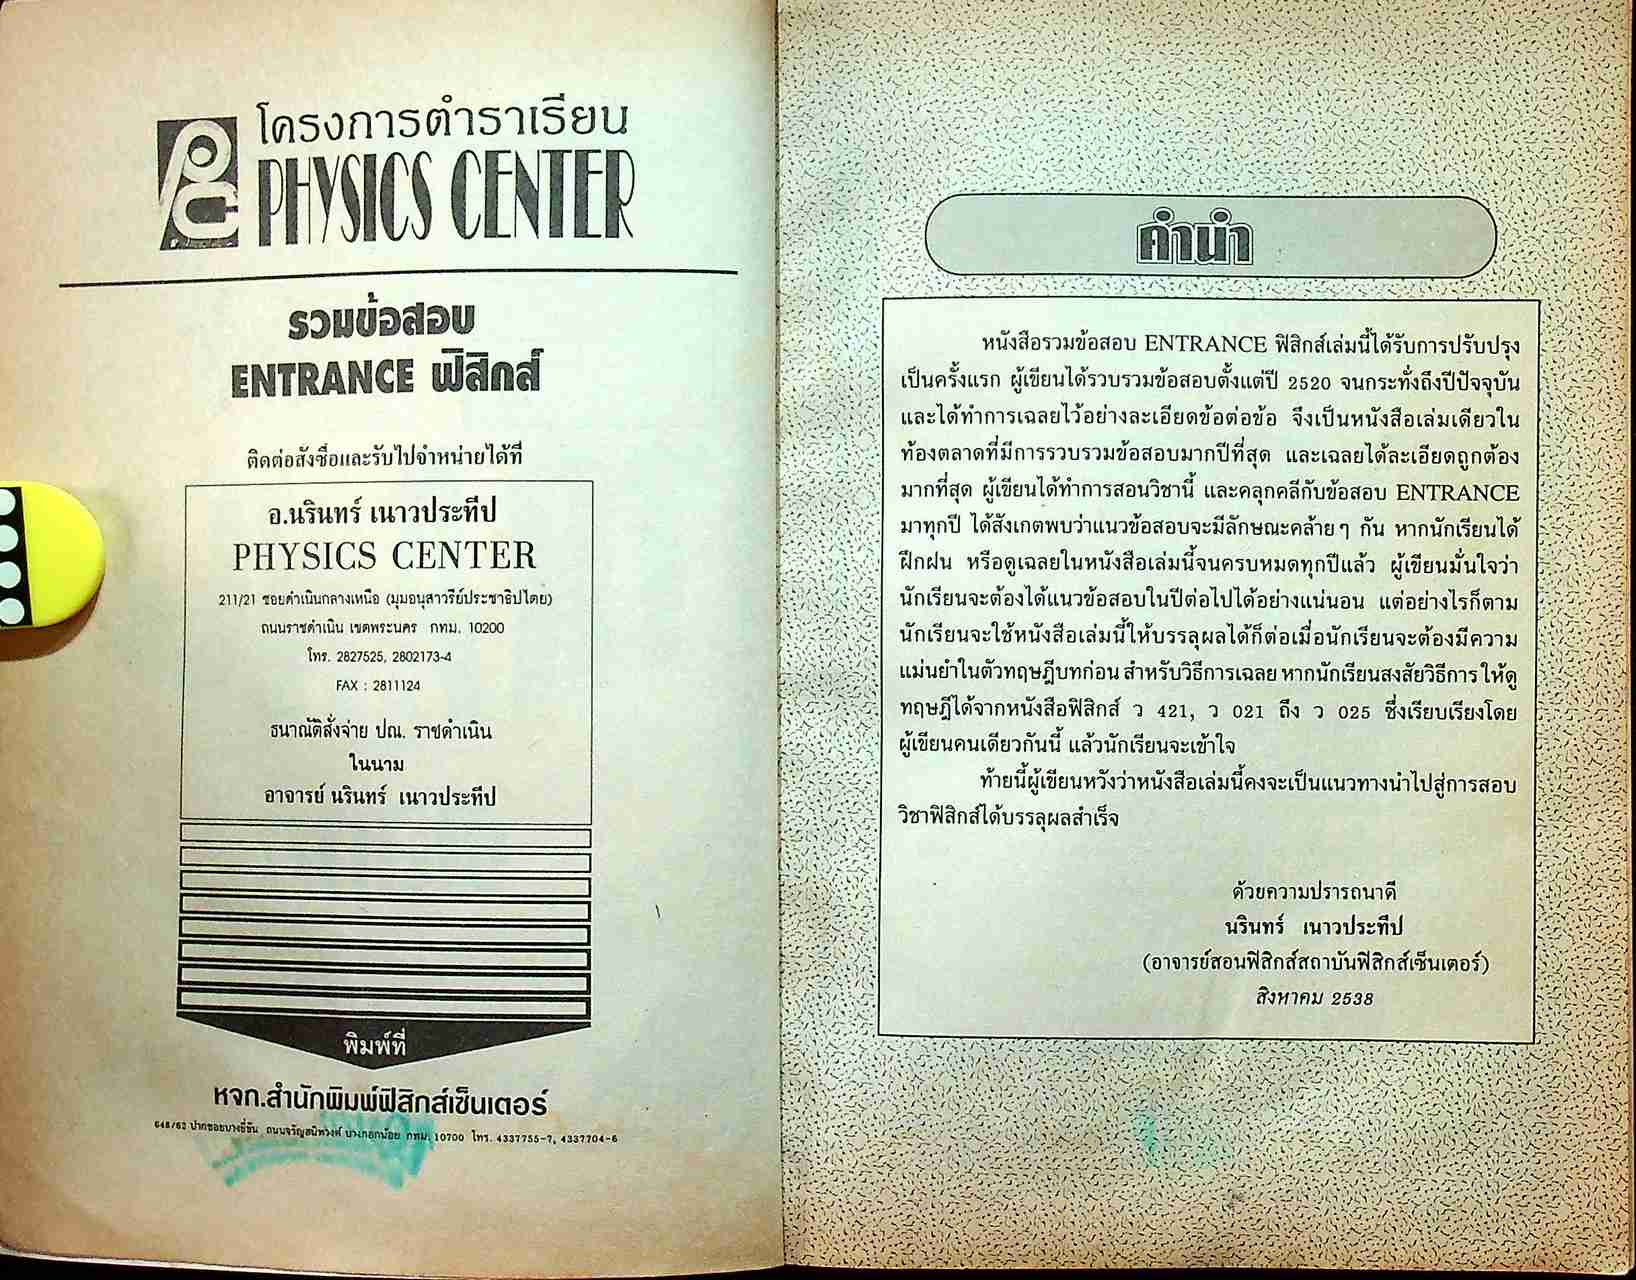 โครงการตำราเรียน
PHYSICS CENTER
รวมข้อสอบ
ENTRANCE ฟิสิกส์
ติดต่อสั่งซื้อและรับไปจำหน่ายได้ที่
อ.นรินทร์ เนาวประทีป
PHYSICS CENTER
211/21 ซอยดำเนินกลางเหนือ (มุมอนุสาวรีย์ประชาธิปไตย)
ถนนราชดำเนิน เขตพระนคร กทม. 10200
โทร. 2827525, 2802173-4
FAX : 2811124
ธนาณัติสั่งจ่าย ปณ. ราชดำเนิน
ในนาม
อาจารย์ นรินทร์ เนาวประทีป
พิมพ์ที่
หจก.สำนักพิมพ์ฟิสิกส์เซ็นเตอร์
648/62 ปากซอยบางขี่ขัน ถนนจรัญสนิทวงศ์ บางกอกน้อย กทม. 10700 โทร. 4337755-7, 4337704-6
คำนำ
หนังสือรวมข้อสอบ ENTRANCE ฟิสิกส์เล่มนี้ได้รับการปรับปรุง
เป็นครั้งแรก ผู้เขียนได้รวบรวมข้อสอบตั้งแต่ปี 2520 จนกระทั่งถึงปีปัจจุบัน
และได้ทำการเฉลยไว้อย่างละเอียดข้อต่อข้อ จึงเป็นหนังสือเล่มเดียวใน
ท้องตลาดที่มีการรวบรวมข้อสอบมากปีที่สุด และเฉลยได้ละเอียดถูกต้อง
มากที่สุด ผู้เขียนได้ทำการสอนวิชานี้ และคลุกคลีกับข้อสอบ ENTRANCE
มาทุกปี ได้สังเกตพบว่าแนวข้อสอบจะมีลักษณะคล้ายๆ กัน หากนักเรียนได้
ฝึกฝน หรือดูเฉลยในหนังสือเล่มนี้จนครบหมดทุกปีแล้ว ผู้เขียนมั่นใจว่า
นักเรียนจะต้องได้แนวข้อสอบในปีต่อไปได้อย่างแน่นอน แต่อย่างไรก็ตาม
นักเรียนจะใช้หนังสือเล่มนี้ให้บรรลุผลได้ก็ต่อเมื่อนักเรียนจะต้องมีความ
แม่นยำในตัวทฤษฎีบทก่อน สำหรับวิธีการเฉลย หากนักเรียนสงสัยวิธีการ ให้ดู
ทฤษฎีได้จากหนังสือฟิสิกส์ ว 421, ว 021 ถึง ว 025 ซึ่งเรียบเรียงโดย
ผู้เขียนคนเดียวกันนี้ แล้วนักเรียนจะเข้าใจ
ท้ายนี้ผู้เขียนหวังว่าหนังสือเล่มนี้คงจะเป็นแนวทางนำไปสู่การสอบ
วิชาฟิสิกส์ได้บรรลุผลสำเร็จ
ด้วยความปรารถนาดี
นรินทร์ เนาวประทีป
(อาจารย์สอนฟิสิกส์สถาบันฟิสิกส์เซ็นเตอร์)
สิงหาคม 2538